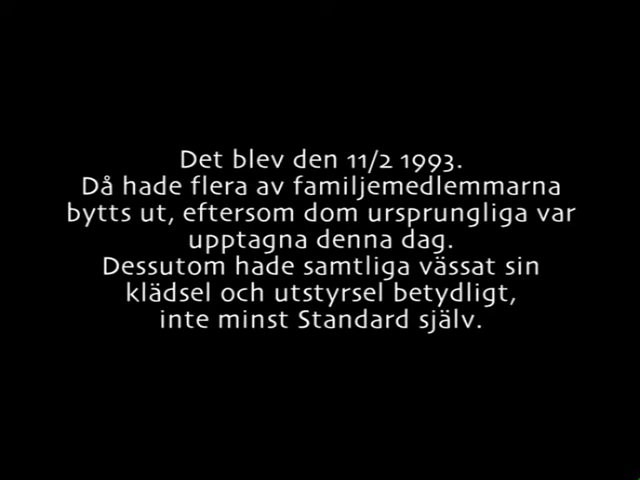 Det blev den 11/2 1993.
Då hade flera av familjemedlemmarna
bytts ut, eftersom dom ursprungliga var
upptagna denna dag.
Dessutom hade samtliga vässat sin
klädsel och utstyrsel betydligt,
inte minst Standard själv.